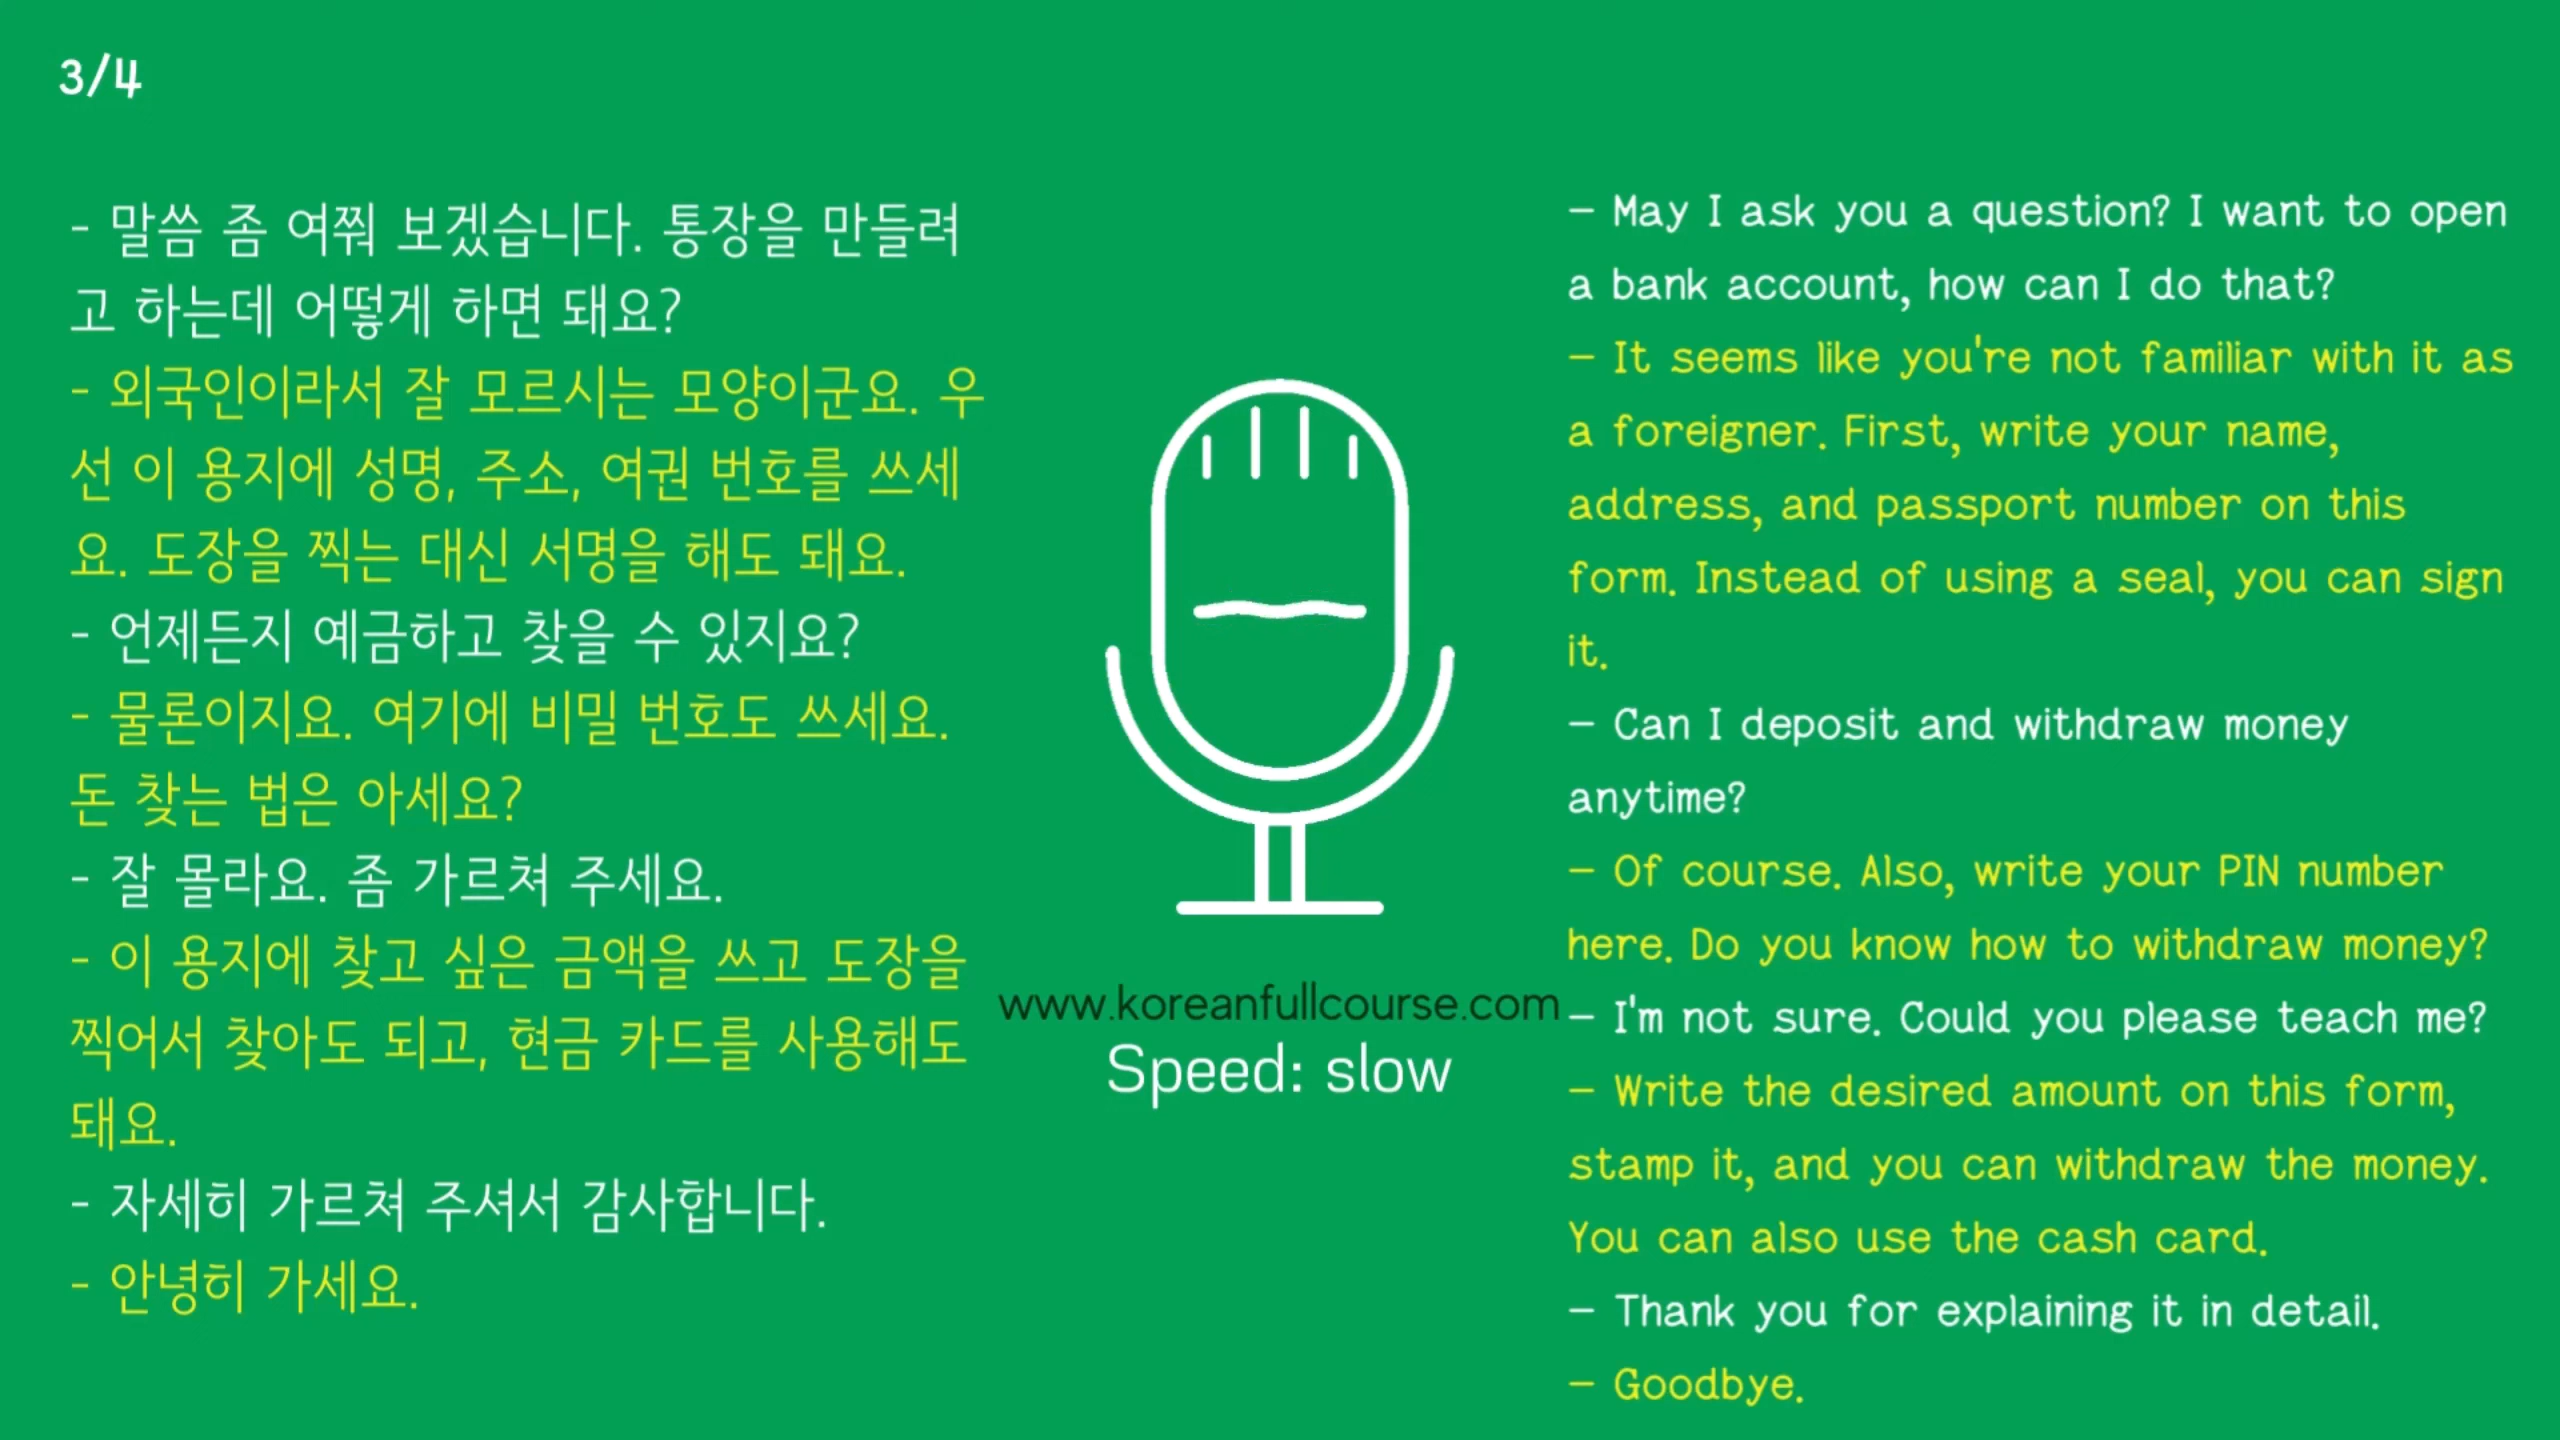 3/4
- 말씀 좀 여쭤 보겠습니다. 통장을 만들려
고 하는데 어떻게 하면 돼요?
- 외국인이라서 잘 모르시는 모양이군요. 우
선 이 용지에 성명, 주소, 여권 번호를 쓰세
요. 도장을 찍는 대신 서명을 해도 돼요.
- 언제든지 예금하고 찾을 수 있지요?
- 물론이지요. 여기에 비밀 번호도 쓰세요.
돈 찾는 법은 아세요?
- 잘 몰라요. 좀 가르쳐 주세요.
- 이 용지에 찾고 싶은 금액을 쓰고 도장을
찍어서 찾아도 되고, 현금 카드를 사용해도
돼요.
- 자세히 가르쳐 주셔서 감사합니다.
- 안녕히 가세요.
www.koreanfullcourse.com
Speed: slow
- May I ask you a question? I want to open
a bank account, how can I do that?
- It seems like you're not familiar with it as
a foreigner. First, write your name,
address, and passport number on this
form. Instead of using a seal, you can sign
it.
- Can I deposit and withdraw money
anytime?
- Of course. Also, write your PIN number
here. Do you know how to withdraw money?
- I'm not sure. Could you please teach me?
- Write the desired amount on this form,
stamp it, and you can withdraw the money.
You can also use the cash card.
- Thank you for explaining it in detail.
- Goodbye.